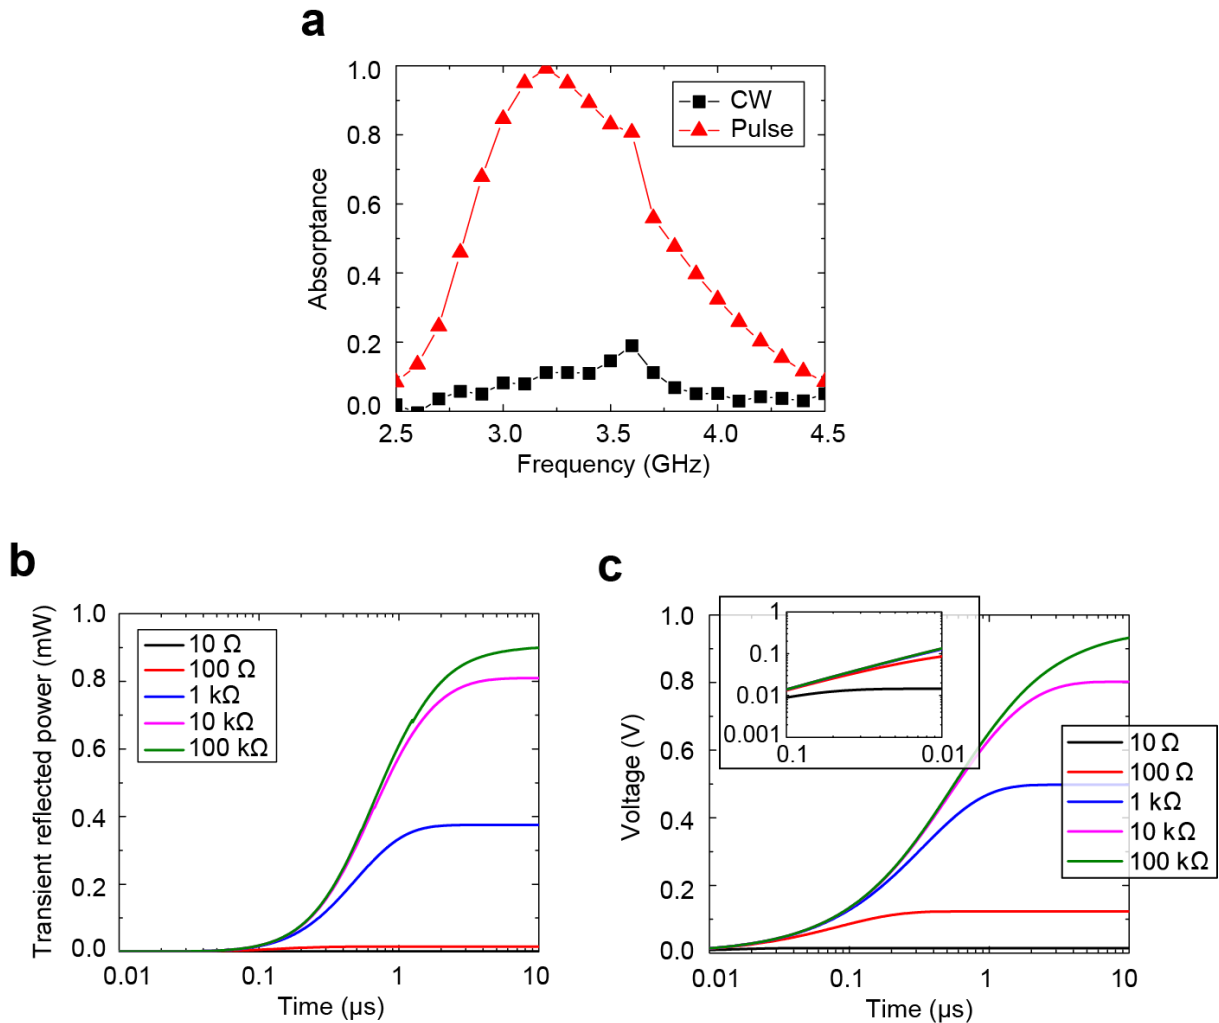 a
1.0
0.8
0.6
0.4
0.2
0.0
Absorptance
CW
Pulse
2.5 3.0 3.5 4.0 4.5
Frequency (GHz)
b
1.0
0.8
0.6
0.4
0.2
0.0
Transient reflected power (mW)
10 Ω
100 Ω
1 kΩ
10 kΩ
100 kΩ
0.01 0.1 1 10
Time (μs)
c
1.0
0.8
0.6
0.4
0.2
0.0
Voltage (V)
1
0.1
0.01
0.001
0.1 0.01
10 Ω
100 Ω
1 kΩ
10 kΩ
100 kΩ
0.01 0.1 1 10
Time (μs)